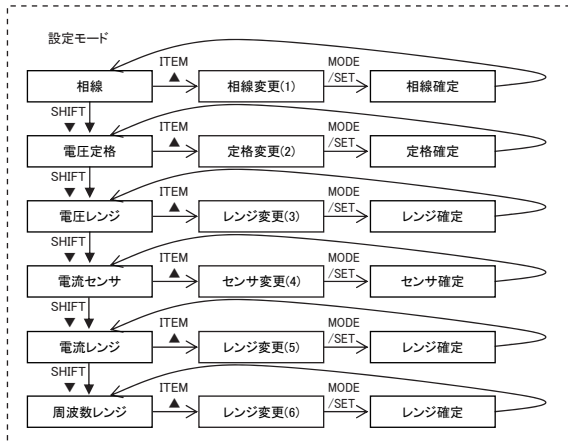 設定モード
ITEM
▲
MODE
/SET
相線
相線変更(1)
相線確定
SHIFT
▼
ITEM
▲
MODE
/SET
電圧定格
定格変更(2)
定格確定
SHIFT
▼
ITEM
▲
MODE
/SET
電圧レンジ
レンジ変更(3)
レンジ確定
SHIFT
▼
ITEM
▲
MODE
/SET
電流センサ
センサ変更(4)
センサ確定
SHIFT
▼
ITEM
▲
MODE
/SET
電流レンジ
レンジ変更(5)
レンジ確定
SHIFT
▼
ITEM
▲
MODE
/SET
周波数レンジ
レンジ変更(6)
レンジ確定